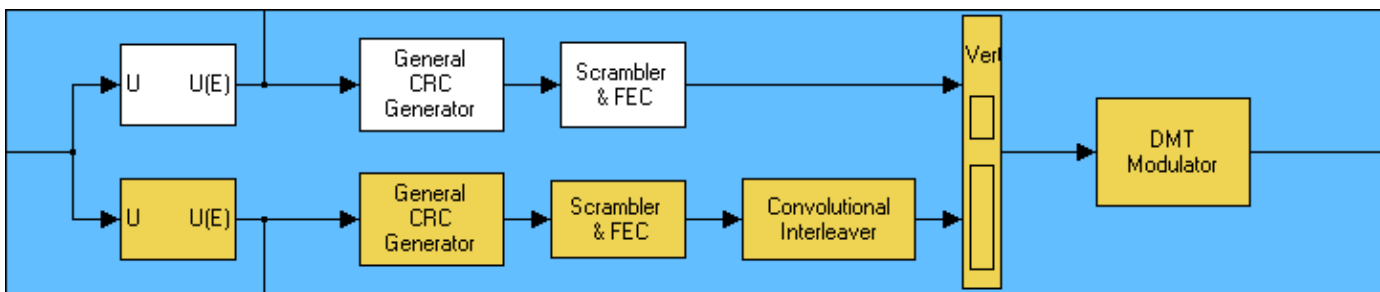 U U(E)
General
CRC
Generator
Scrambler
& FEC
Vert
DMT
Modulator
U U(E)
General
CRC
Generator
Scrambler
& FEC
Convolutional
Interleaver